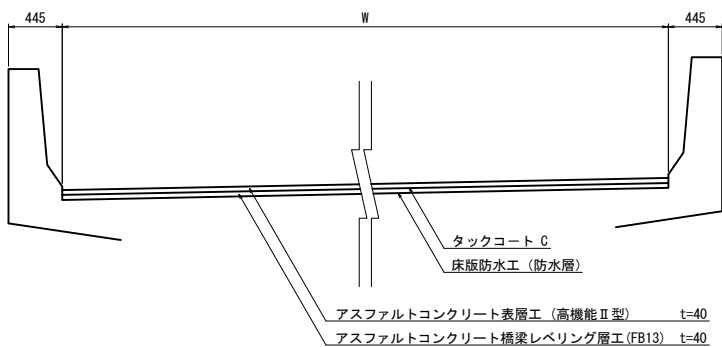 445 W 445
タックコート C
床版防水工 (防水層)
アスファルトコンクリート表層工 (高機能Ⅱ型) t=40
アスファルトコンクリート橋梁レベリング層工(FB13) t=40